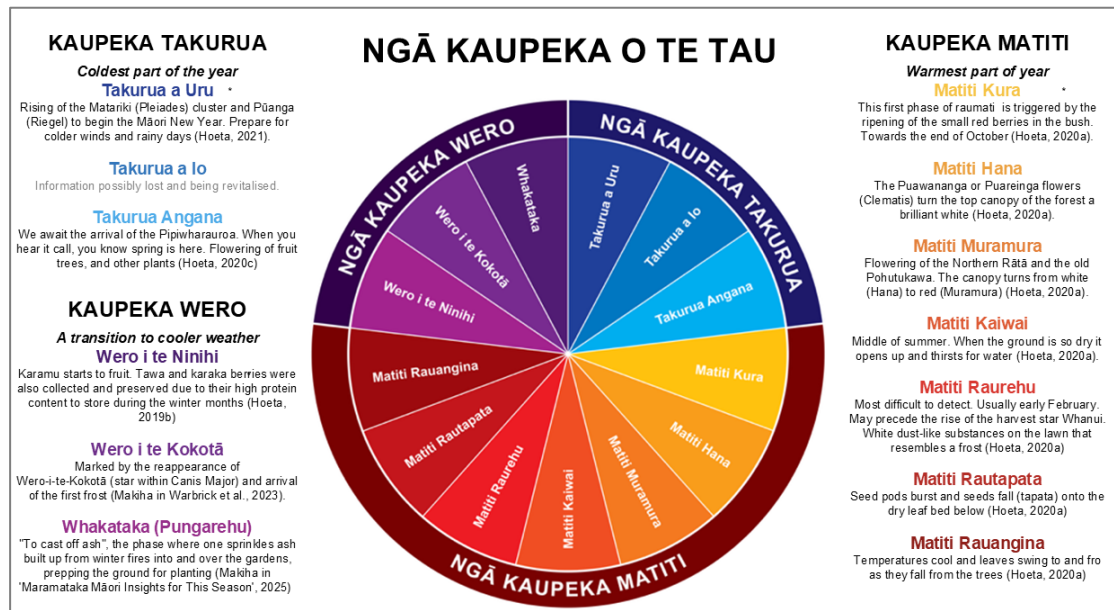 NGĀ KAUPEKA O TE TAU
KAUPEKA TAKURUA
Coldest part of the year
Takurua a Uru *
Rising of the Matariki (Pleiades) cluster and Pūanga
(Riegel) to begin the Māori New Year. Prepare for
colder winds and rainy days (Hoeta, 2021).
Takurua a Io
Information possibly lost and being revitalised.
Takurua Angana
We await the arrival of the Pipiwharauroa. When you
hear it call, you know spring is here. Flowering of fruit
trees, and other plants (Hoeta, 2020c)
KAUPEKA WERO
A transition to cooler weather
Wero i te Ninihi
Karamu starts to fruit. Tawa and karaka berries were
also collected and preserved due to their high protein
content to store during the winter months (Hoeta,
2019b)
Wero i te Kokotā
Marked by the reappearance of
Wero-i-te-Kokotā (star within Canis Major) and arrival
of the first frost (Makiha in Warbrick et al., 2023).
Whakataka (Pungarehu)
"To cast off ash", the phase where one sprinkles ash
built up from winter fires into and over the gardens,
prepping the ground for planting (Makiha in
'Maramataka Māori Insights for This Season', 2025)
NGĀ KAUPEKA WERO
NGĀ KAUPEKA TAKURUA
NGĀ KAUPEKA MATITI
Takurua a Uru
Takurua a Io
Takurua Angana
Matiti Kura
Matiti Hana
Matiti Muramura
Matiti Kaiwai
Matiti Raurehu
Matiti Rautapata
Matiti Rauangina
Wero i te Ninihi
Wero i te Kokotā
Whakataka
KAUPEKA MATITI
Warmest part of year
Matiti Kura *
This first phase of raumati is triggered by the
ripening of the small red berries in the bush.
Towards the end of October (Hoeta, 2020a).
Matiti Hana
The Puawananga or Puareinga flowers
(Clematis) turn the top canopy of the forest a
brilliant white (Hoeta, 2020a).
Matiti Muramura
Flowering of the Northern Rātā and the old
Pohutukawa. The canopy turns from white
(Hana) to red (Muramura) (Hoeta, 2020a).
Matiti Kaiwai
Middle of summer. When the ground is so dry it
opens up and thirsts for water (Hoeta, 2020a).
Matiti Raurehu
Most difficult to detect. Usually early February.
May precede the rise of the harvest star Whanui.
White dust-like substances on the lawn that
resembles a frost (Hoeta, 2020a)
Matiti Rautapata
Seed pods burst and seeds fall (tapata) onto the
dry leaf bed below (Hoeta, 2020a)
Matiti Rauangina
Temperatures cool and leaves swing to and fro
as they fall from the trees (Hoeta, 2020a)